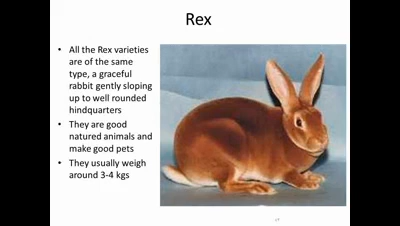 Rex
• All the Rex varieties
are of the same
type, a graceful
rabbit gently sloping
up to well rounded
hindquarters
• They are good
natured animals and
make good pets
• They usually weigh
around 3-4 kgs